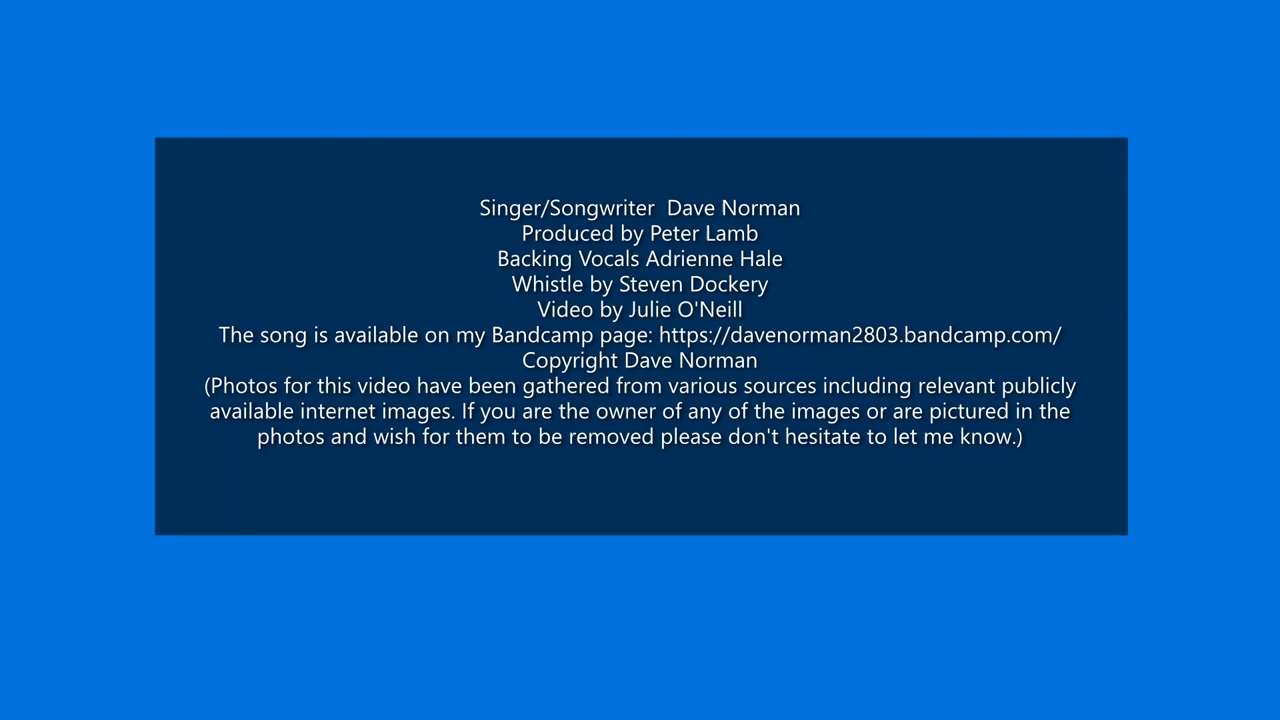 Singer/Songwriter  Dave Norman
Produced by Peter Lamb
Backing Vocals Adrienne Hale
Whistle by Steven Dockery
Video by Julie O'Neill
The song is available on my Bandcamp page: https://davenorman2803.bandcamp.com/
Copyright Dave Norman
(Photos for this video have been gathered from various sources including relevant publicly
available internet images. If you are the owner of any of the images or are pictured in the
photos and wish for them to be removed please don't hesitate to let me know.)